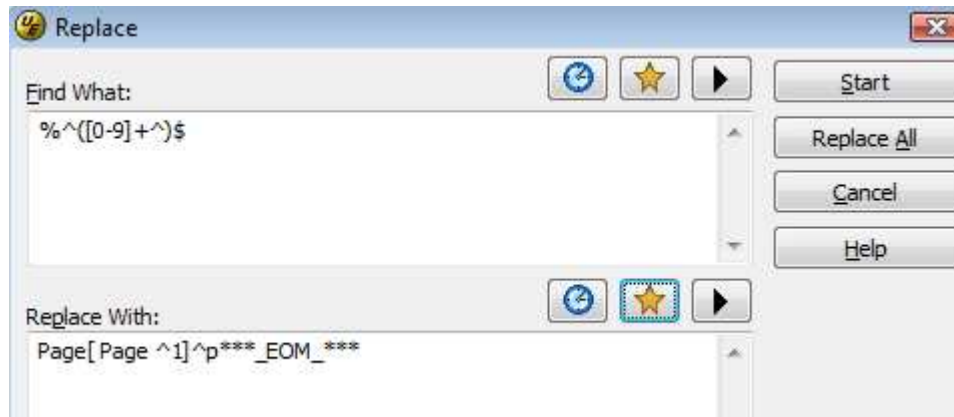 Replace
Find What:
Start
%^([0-9]+^)$
Replace All
Cancel
Help
Replace With:
Page[Page ^1]^p***_EOM_***